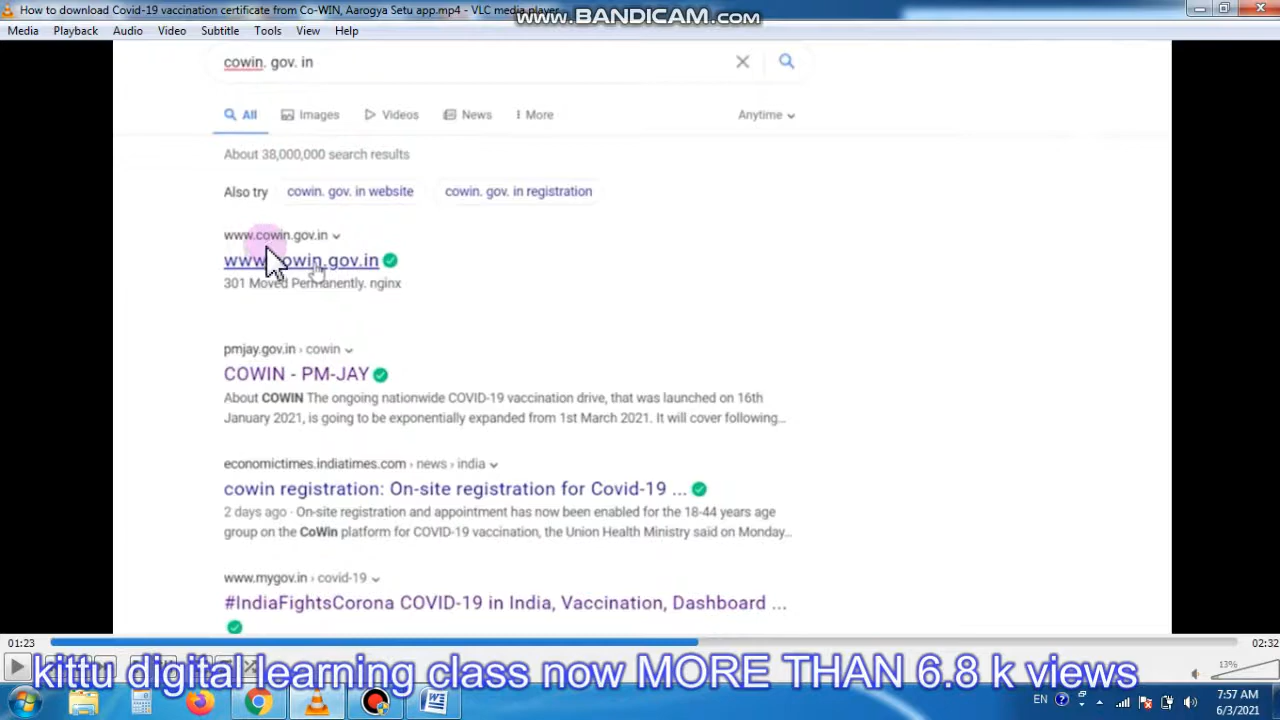 How to download Covid-19 vaccination certificate from Co-WIN, Aarogya Setu app.mp4 - VLC media player
www.BANDICAM.com
Media Playback Audio Video Subtitle Tools View Help
cowin. gov. in
All Images Videos News More Anytime
About 38,000,000 search results
Also try cowin. gov. in website cowin. gov. in registration
www.cowin.gov.in
www.cowin.gov.in
301 Moved Permanently. nginx
pmjay.gov.in › cowin
COWIN - PM-JAY
About COWIN The ongoing nationwide COVID-19 vaccination drive, that was launched on 16th
January 2021, is going to be exponentially expanded from 1st March 2021. It will cover following...
economictimes.indiatimes.com › news › india
cowin registration: On-site registration for Covid-19 ...
2 days ago · On-site registration and appointment has now been enabled for the 18-44 years age
group on the CoWin platform for COVID-19 vaccination, the Union Health Ministry said on Monday...
www.mygov.in › covid-19
#IndiaFightsCorona COVID-19 in India, Vaccination, Dashboard ...
01:23 02:32
kittu digital learning class now MORE THAN 6.8 k views
13%
EN 7:57 AM
6/3/2021